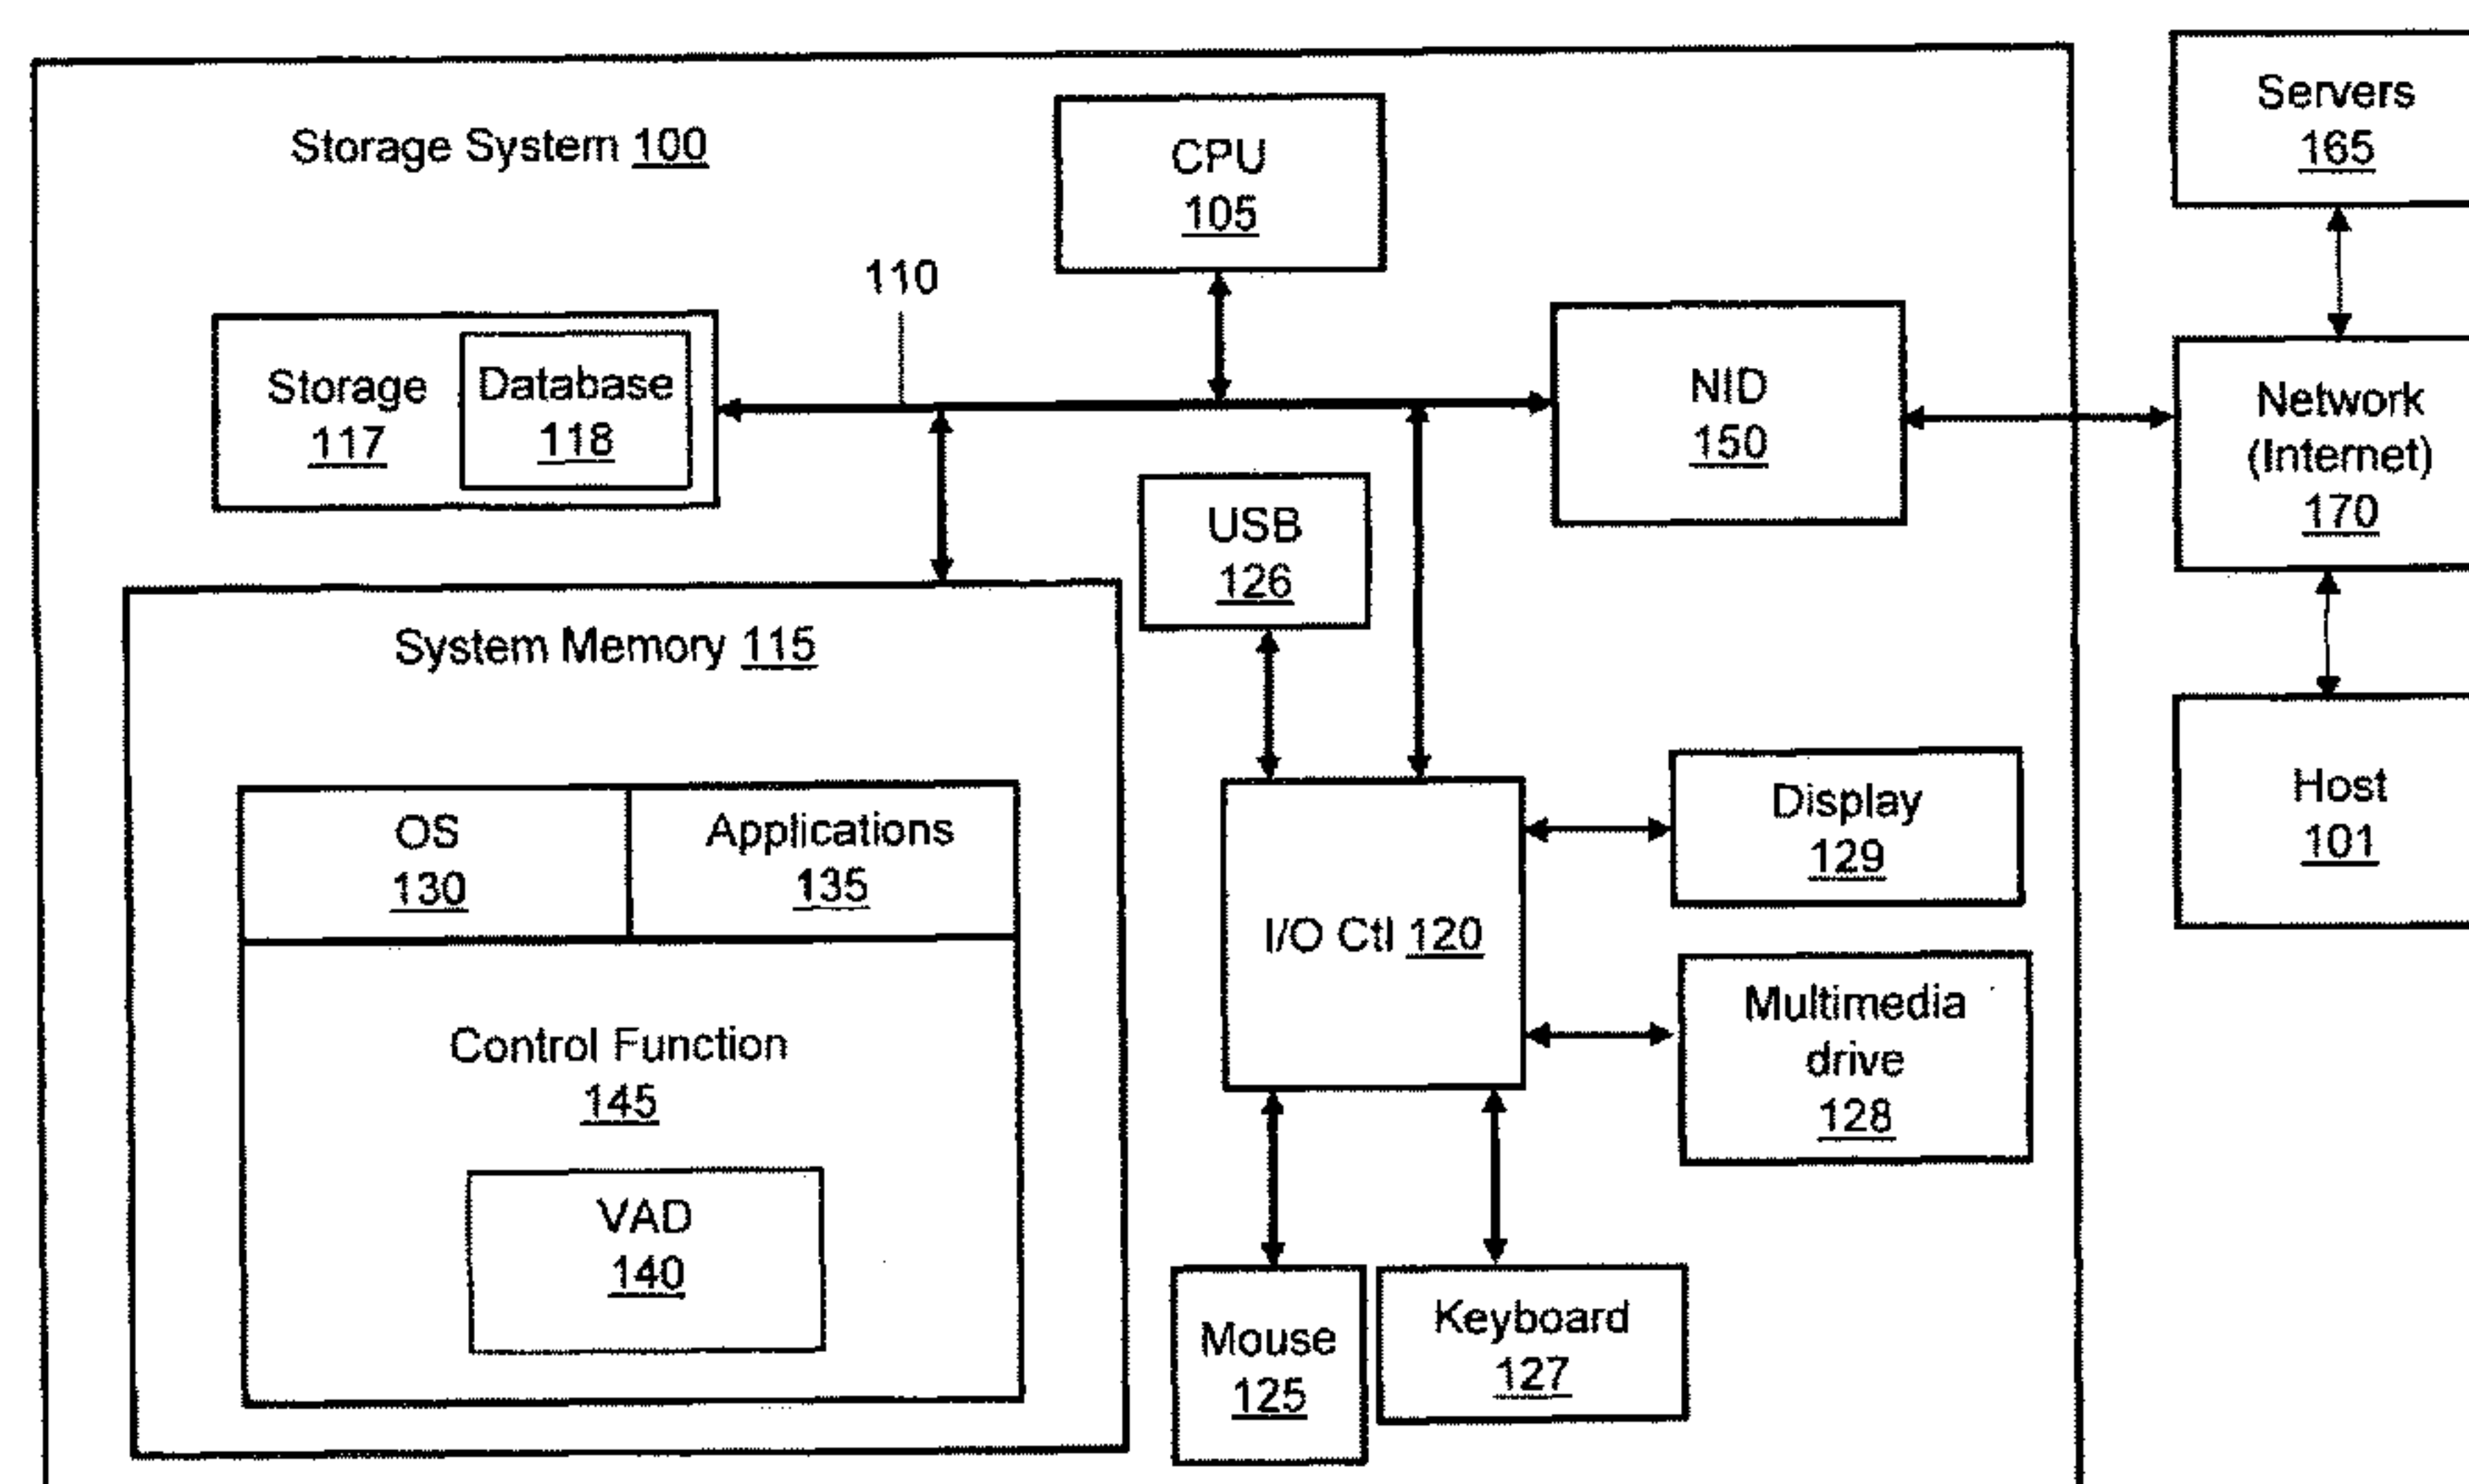 Storage System 100
CPU
105
Servers
165
110
Storage
117
Database
118
NID
150
Network
(Internet)
170
USB
126
System Memory 115
OS
130
Applications
135
Control Function
145
VAD
140
I/O Ctl 120
Display
129
Host
101
Multimedia
drive
128
Mouse
125
Keyboard
127